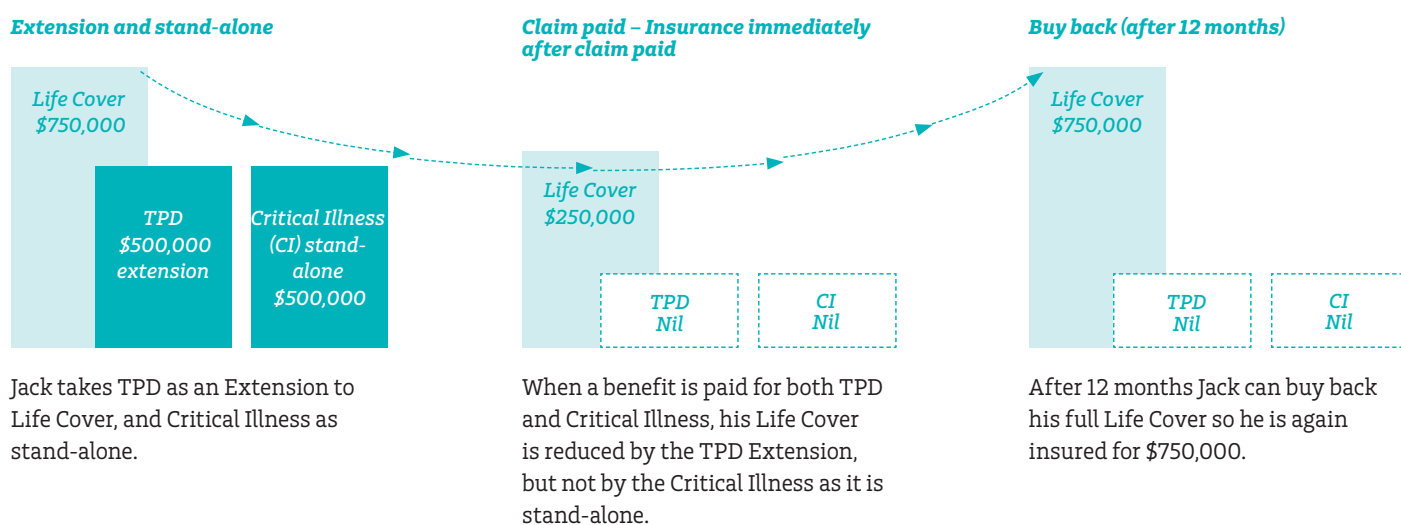 Extension and stand-alone
Life Cover
$750,000
TPD
$500,000
extension
Critical Illness
(CI) stand-
alone
$500,000
Jack takes TPD as an Extension to
Life Cover, and Critical Illness as
stand-alone.
Claim paid – Insurance immediately
after claim paid
Life Cover
$250,000
TPD
Nil
CI
Nil
When a benefit is paid for both TPD
and Critical Illness, his Life Cover
is reduced by the TPD Extension,
but not by the Critical Illness as it is
stand-alone.
Buy back (after 12 months)
Life Cover
$750,000
TPD
Nil
CI
Nil
After 12 months Jack can buy back
his full Life Cover so he is again
insured for $750,000.